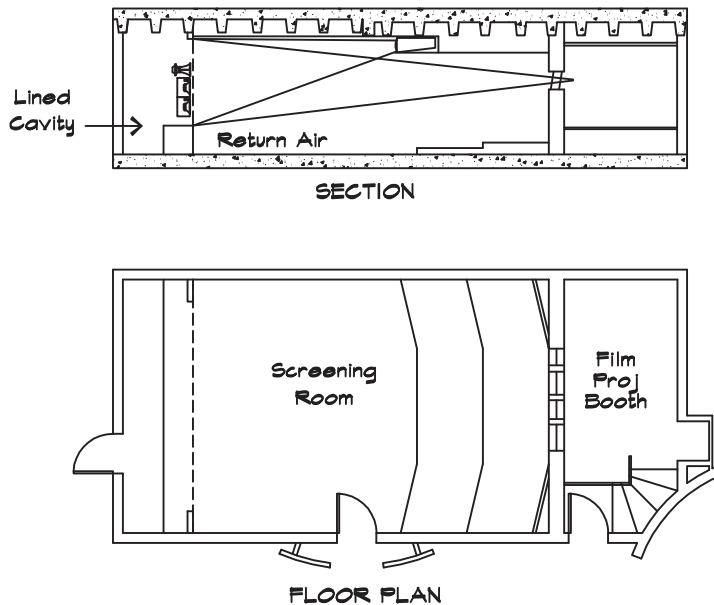 Lined
Cavity
Return Air
SECTION
Screening
Room
Film
Proj
Booth
FLOOR PLAN